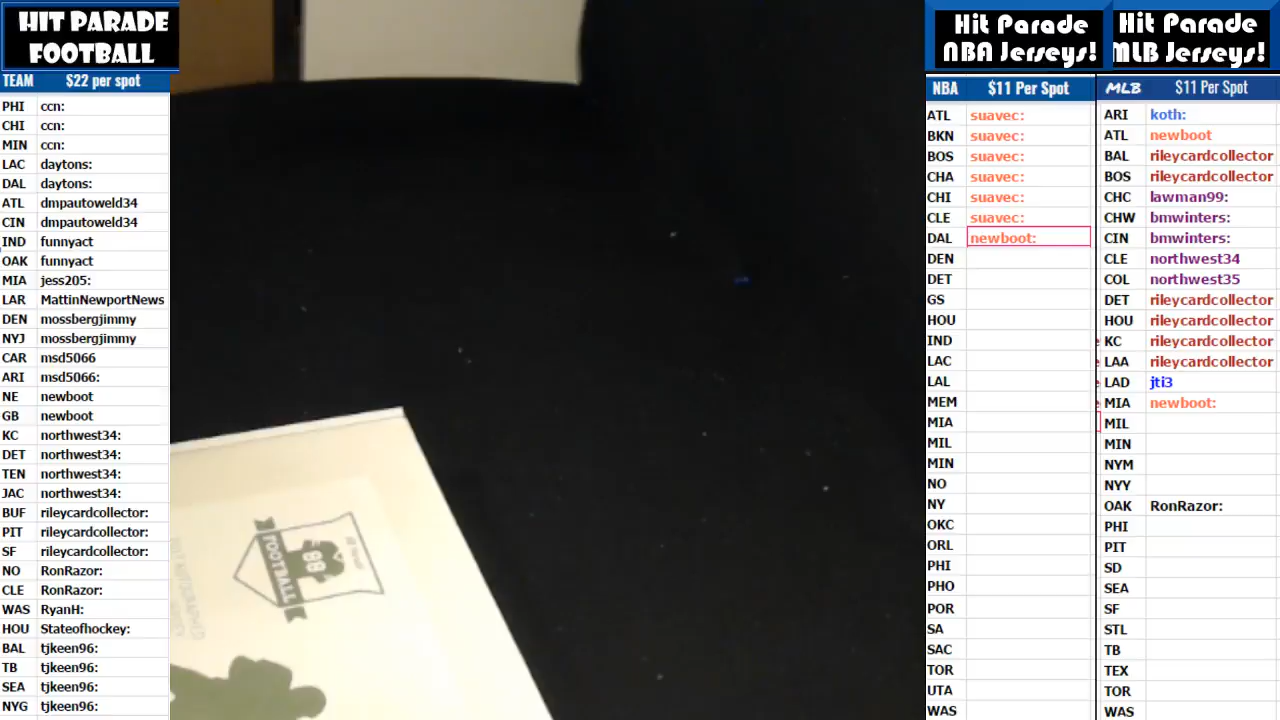 HIT PARADE
FOOTBALL
TEAM $22 per spot
PHI ccn:
CHI ccn:
MIN ccn:
LAC daytons:
DAL daytons:
ATL dmpautoweld34
CIN dmpautoweld34
IND funnyact
OAK funnyact
MIA jess205:
LAR MattinNewportNews
DEN mossbergjimmy
NYJ mossbergjimmy
CAR msd5066
ARI msd5066:
NE newboot
GB newboot
KC northwest34:
DET northwest34:
TEN northwest34:
JAC northwest34:
BUF rileycardcollector:
PIT rileycardcollector:
SF rileycardcollector:
NO RonRazor:
CLE RonRazor:
WAS RyanH:
HOU Stateofhockey:
BAL tjkeen96:
TB tjkeen96:
SEA tjkeen96:
NYG tjkeen96:
FOOTBALL
88
Hit Parade
NBA Jerseys!
NBA $11 Per Spot
ATL suavec:
BKN suavec:
BOS suavec:
CHA suavec:
CHI suavec:
CLE suavec:
DAL newboot:
DEN
DET
GS
HOU
IND
LAC
LAL
MEM
MIA
MIL
MIN
NO
NY
OKC
ORL
PHI
PHO
POR
SA
SAC
TOR
UTA
WAS
Hit Parade
MLB Jerseys!
MLB $11 Per Spot
ARI koth:
ATL newboot
BAL rileycardcollector
BOS rileycardcollector
CHC lawman99:
CHW bmwinters:
CIN bmwinters:
CLE northwest34
COL northwest35
DET rileycardcollector
HOU rileycardcollector
KC rileycardcollector
LAA rileycardcollector
LAD jti3
MIA newboot:
MIL
MIN
NYM
NYY
OAK RonRazor:
PHI
PIT
SD
SEA
SF
STL
TB
TEX
TOR
WAS